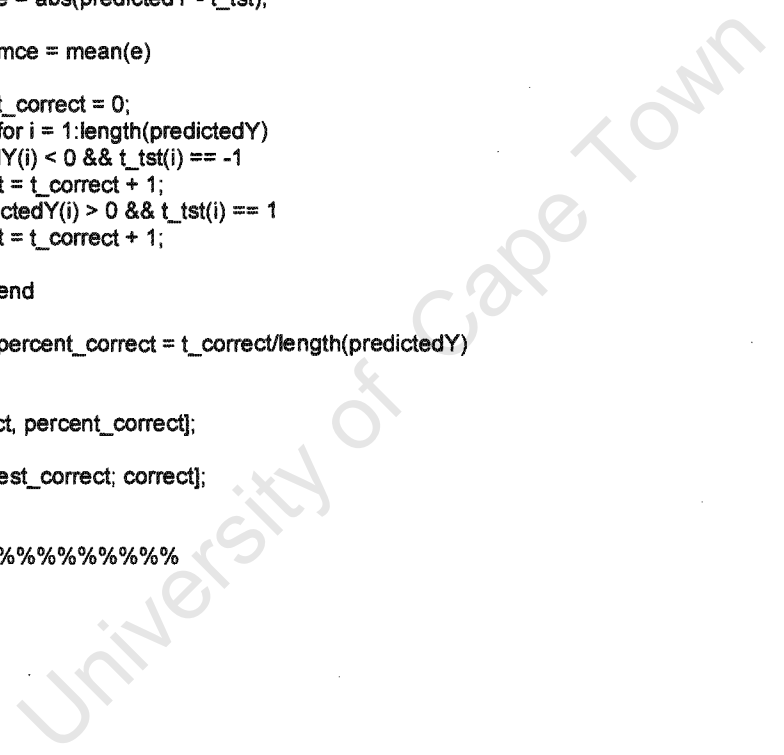 = abs(predictedY - t_tst);
mce = mean(e)
t_correct = 0;
for i = 1:length(predictedY)
Y(i) < 0 && t_tst(i) == -1
t = t_correct + 1;
ctedY(i) > 0 && t_tst(i) == 1
t = t_correct + 1;
end
percent_correct = t_correct/length(predictedY)
ct, percent_correct];
est_correct; correct];
%%%%%%%%%
University of Cape Town